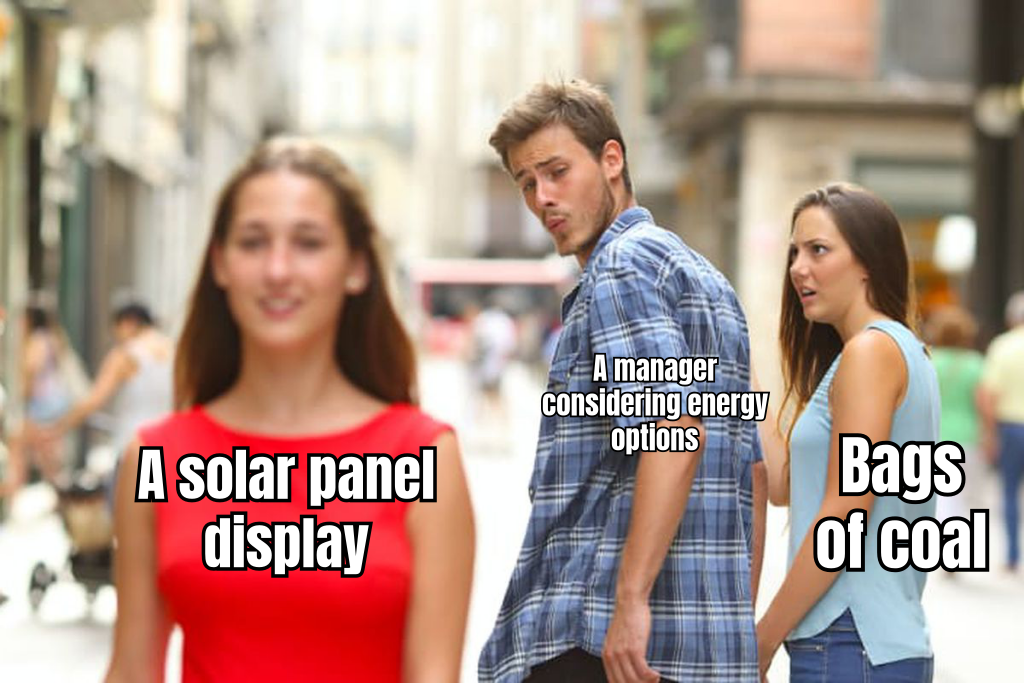 A solar panel
display
A manager
considering energy
options
Bags
of coal